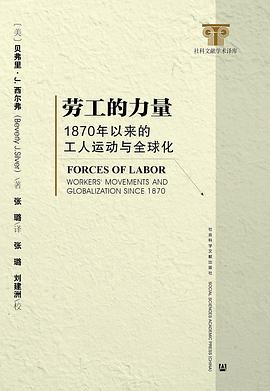 社科文献学术译库
劳工的力量
1870年以来的
工人运动与全球化
FORCES OF LABOR
WORKERS' MOVEMENTS AND
GLOBALIZATION SINCE 1870
[美] 贝弗里·J.西尔弗
(Beverly J.Silver) 著
张 璐 译
张 璐 刘建洲 校
社会科学文献出版社
SOCIAL SCIENCES ACADEMIC PRESS (CHINA)